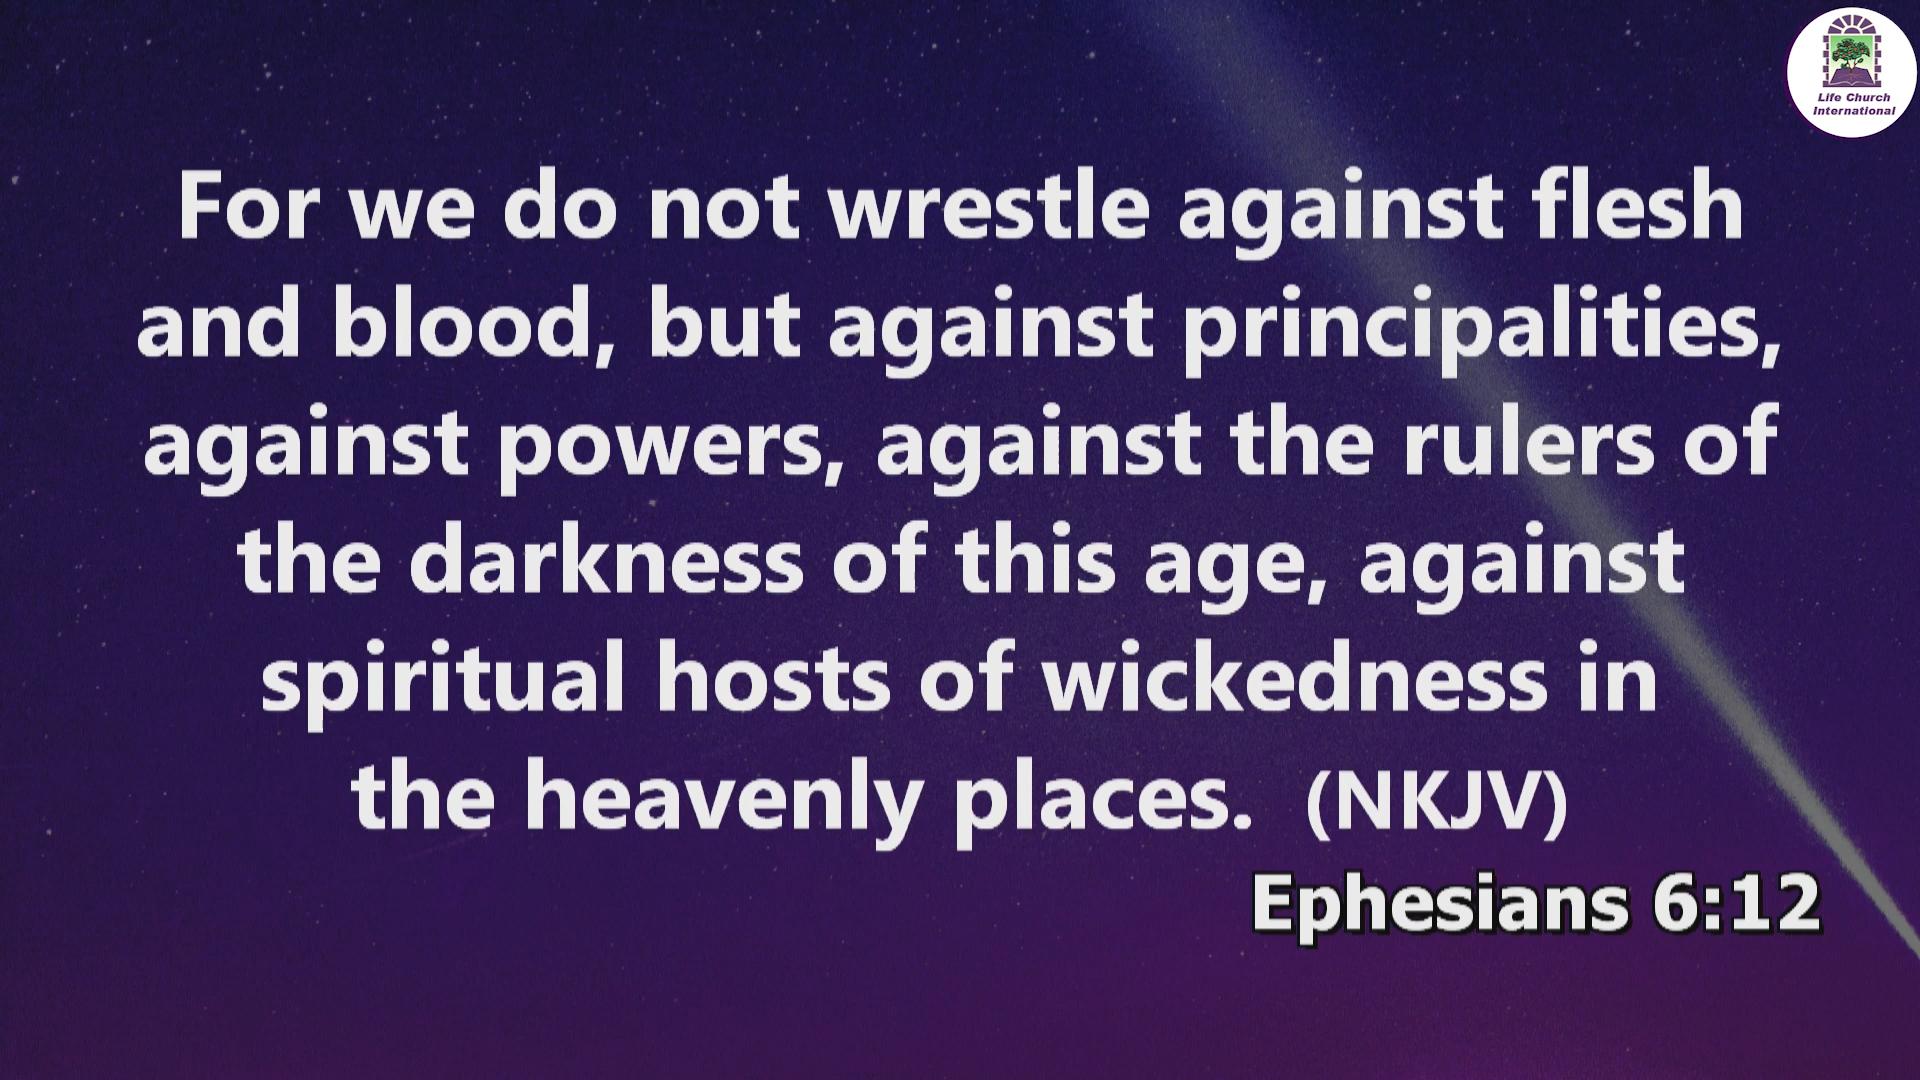 Life Church
International
For we do not wrestle against flesh
and blood, but against principalities,
against powers, against the rulers of
the darkness of this age, against
spiritual hosts of wickedness in
the heavenly places.  (NKJV)
Ephesians 6:12